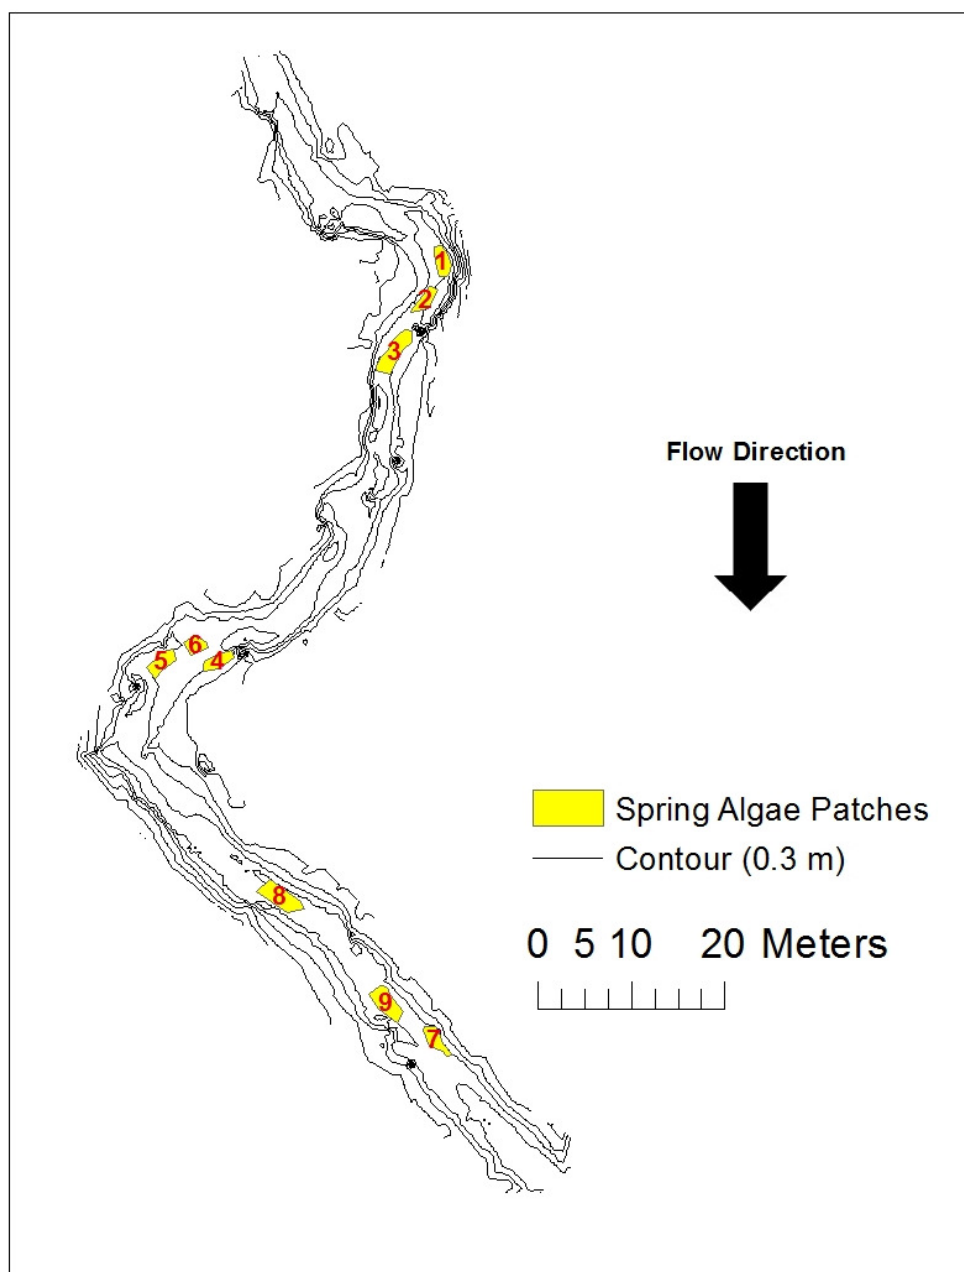 1
2
3
Flow Direction
6
5
4
Spring Algae Patches
Contour (0.3 m)
8
0 5 10 20 Meters
9
7